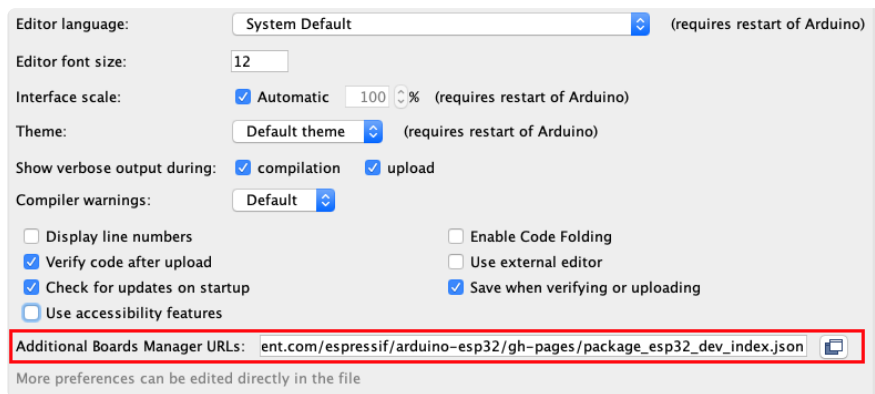 Editor language: System Default (requires restart of Arduino)
Editor font size: 12
Interface scale: Automatic 100 % (requires restart of Arduino)
Theme: Default theme (requires restart of Arduino)
Show verbose output during: compilation upload
Compiler warnings: Default
Display line numbers Enable Code Folding
Verify code after upload Use external editor
Check for updates on startup Save when verifying or uploading
Use accessibility features
Additional Boards Manager URLs: ent.com/espressif/arduino-esp32/gh-pages/package_esp32_dev_index.json
More preferences can be edited directly in the file